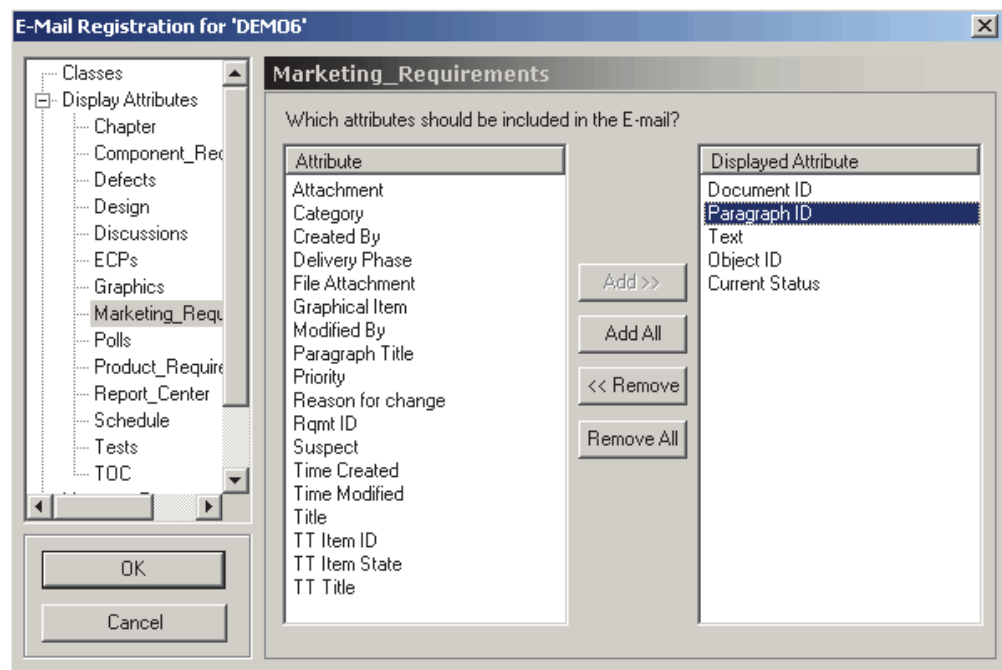 E-Mail Registration for 'DEMO6'
Classes
Display Attributes
Chapter
Component_Rec
Defects
Design
Discussions
ECPs
Graphics
Marketing_Requ
Polls
Product_Require
Report_Center
Schedule
Tests
TOC
OK
Cancel
Marketing_Requirements
Which attributes should be included in the E-mail?
Attribute
Attachment
Category
Created By
Delivery Phase
File Attachment
Graphical Item
Modified By
Paragraph Title
Priority
Reason for change
Rqmt ID
Suspect
Time Created
Time Modified
Title
TT Item ID
TT Item State
TT Title
Add >>
Add All
<< Remove
Remove All
Displayed Attribute
Document ID
Paragraph ID
Text
Object ID
Current Status